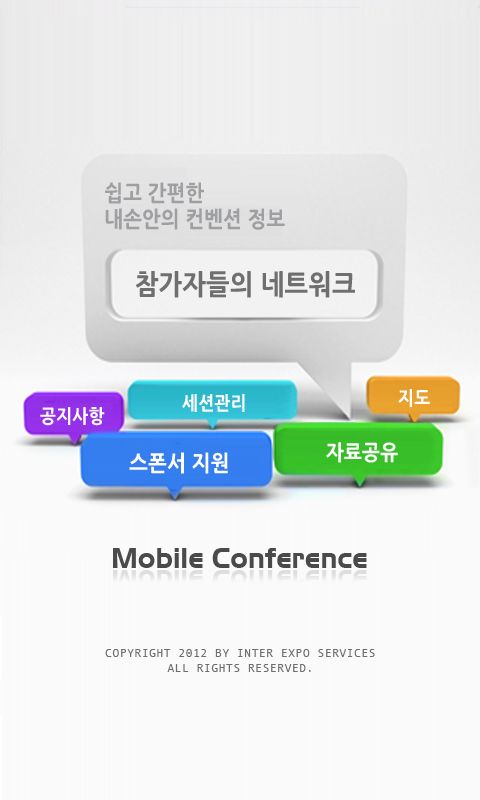 쉽고 간편한
내손안의 컨벤션 정보
참가자들의 네트워크
공지사항
세션관리
지도
스폰서 지원
자료공유
Mobile Conference
COPYRIGHT 2012 BY INTER EXPO SERVICES
ALL RIGHTS RESERVED.